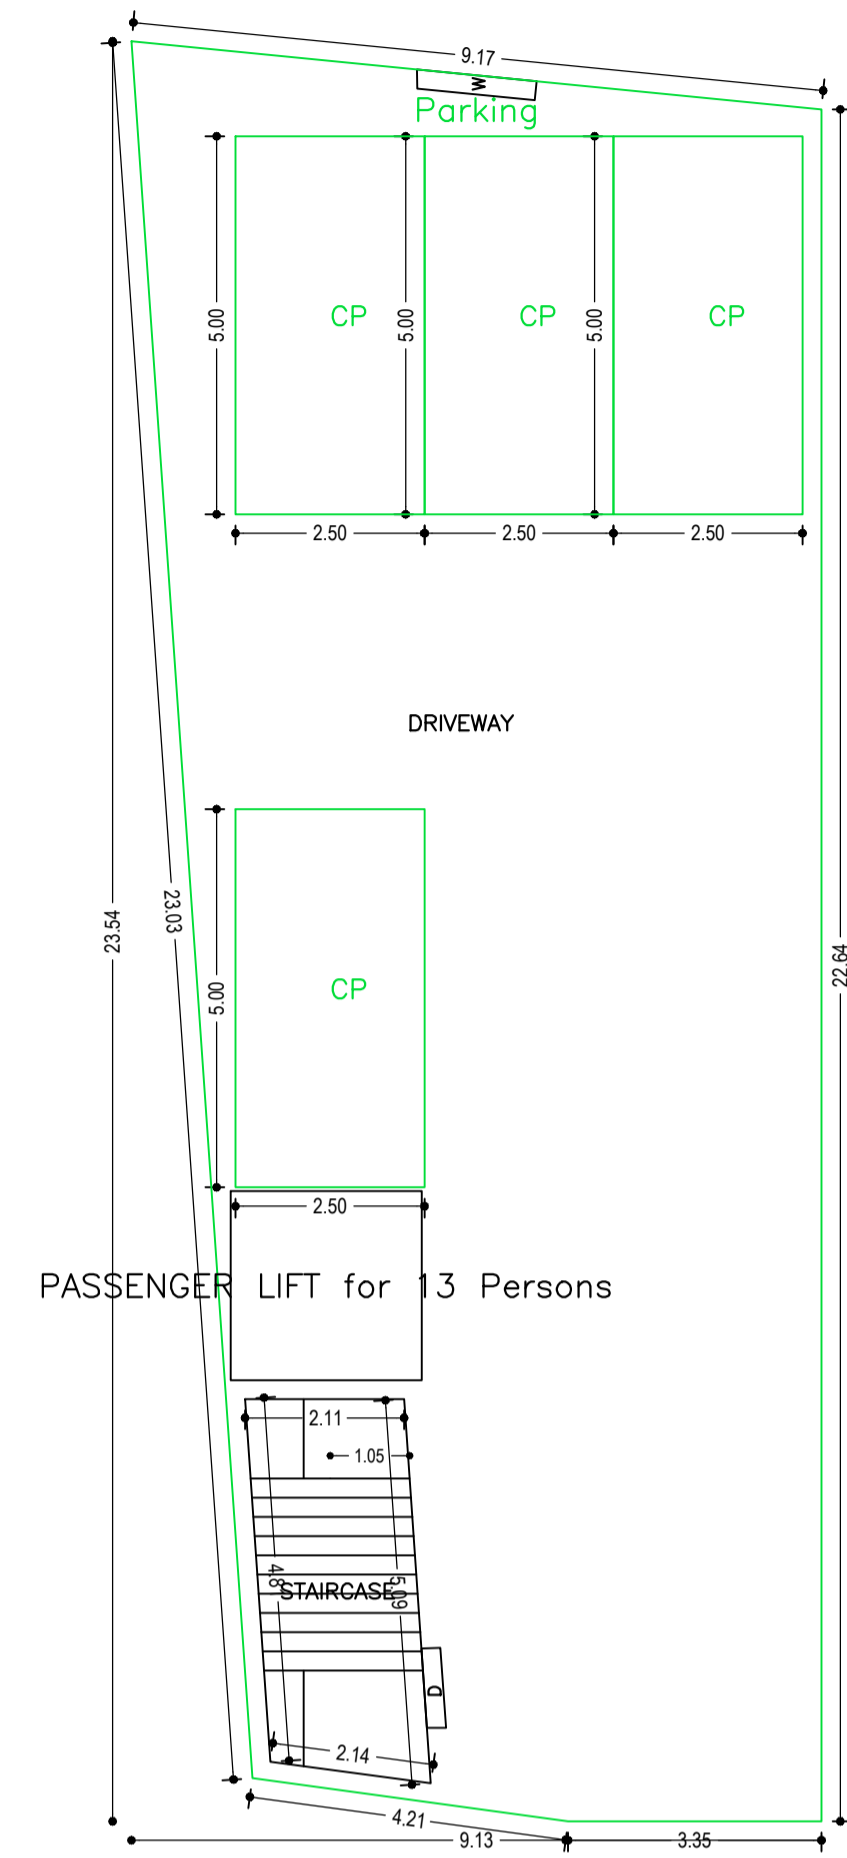 9.17
W
Parking
5.00
CP
5.00
CP
5.00
CP
2.50
2.50
2.50
DRIVEWAY
23.54
23.03
22.64
5.00
CP
2.50
PASSENGER LIFT for 13 Persons
2.11
1.05
STAIRCASE
5.09
D
2.14
4.21
9.13
3.35